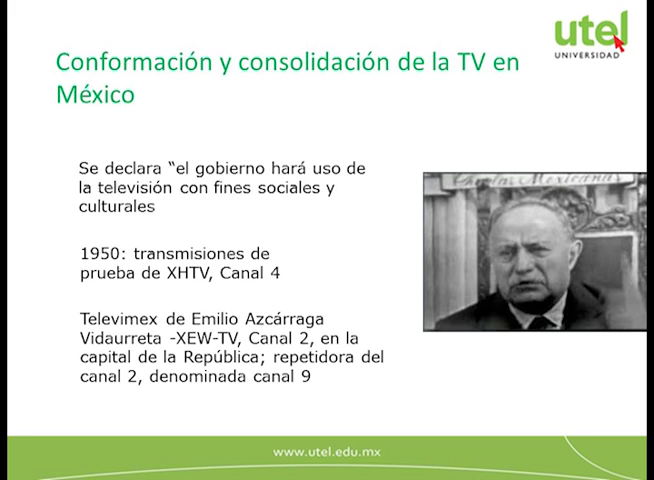 utel
UNIVERSIDAD
Conformación y consolidación de la TV en
México
Se declara “el gobierno hará uso de
la televisión con fines sociales y
culturales
1950: transmisiones de
prueba de XHTV, Canal 4
Televimex de Emilio Azcárraga
Vidaurreta -XEW-TV, Canal 2, en la
capital de la República; repetidora del
canal 2, denominada canal 9
www.utel.edu.mx